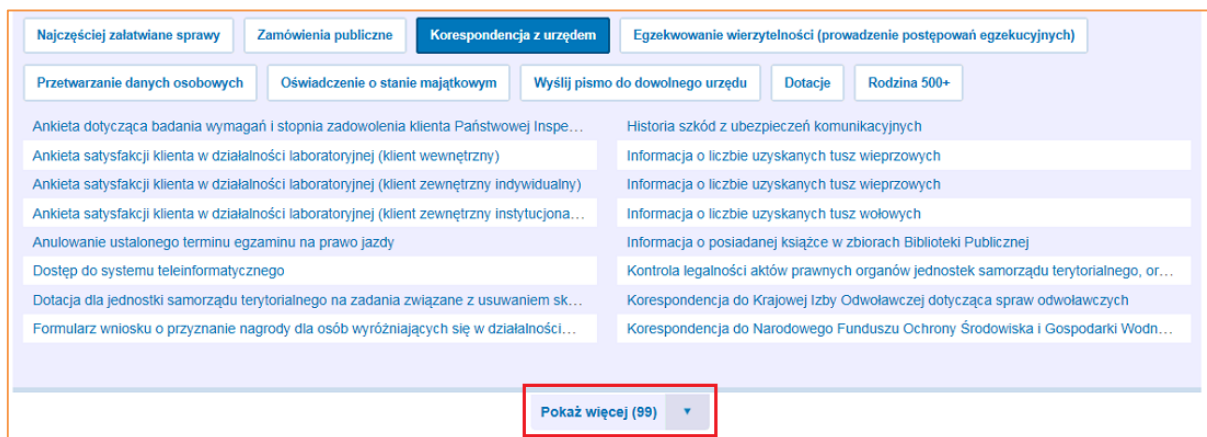 Najczęściej załatwiane sprawy
Zamówienia publiczne
Korespondencja z urzędem
Egzekwowanie wierzytelności (prowadzenie postępowań egzekucyjnych)
Przetwarzanie danych osobowych
Oświadczenie o stanie majątkowym
Wyślij pismo do dowolnego urzędu
Dotacje
Rodzina 500+
Ankieta dotycząca badania wymagań i stopnia zadowolenia klienta Państwowej Inspe...
Ankieta satysfakcji klienta w działalności laboratoryjnej (klient wewnętrzny)
Ankieta satysfakcji klienta w działalności laboratoryjnej (klient zewnętrzny indywidualny)
Ankieta satysfakcji klienta w działalności laboratoryjnej (klient zewnętrzny instytucjona...
Anulowanie ustalonego terminu egzaminu na prawo jazdy
Dostęp do systemu teleinformatycznego
Dotacja dla jednostki samorządu terytorialnego na zadania związane z usuwaniem sk...
Formularz wniosku o przyznanie nagrody dla osób wyróżniających się w działalności...
Historia szkód z ubezpieczeń komunikacyjnych
Informacja o liczbie uzyskanych tusz wieprzowych
Informacja o liczbie uzyskanych tusz wieprzowych
Informacja o liczbie uzyskanych tusz wołowych
Informacja o posiadanej książce w zbiorach Biblioteki Publicznej
Kontrola legalności aktów prawnych organów jednostek samorządu terytorialnego, or...
Korespondencja do Krajowej Izby Odwoławczej dotycząca spraw odwoławczych
Korespondencja do Narodowego Funduszu Ochrony Środowiska i Gospodarki Wodn...
Pokaż więcej (99)